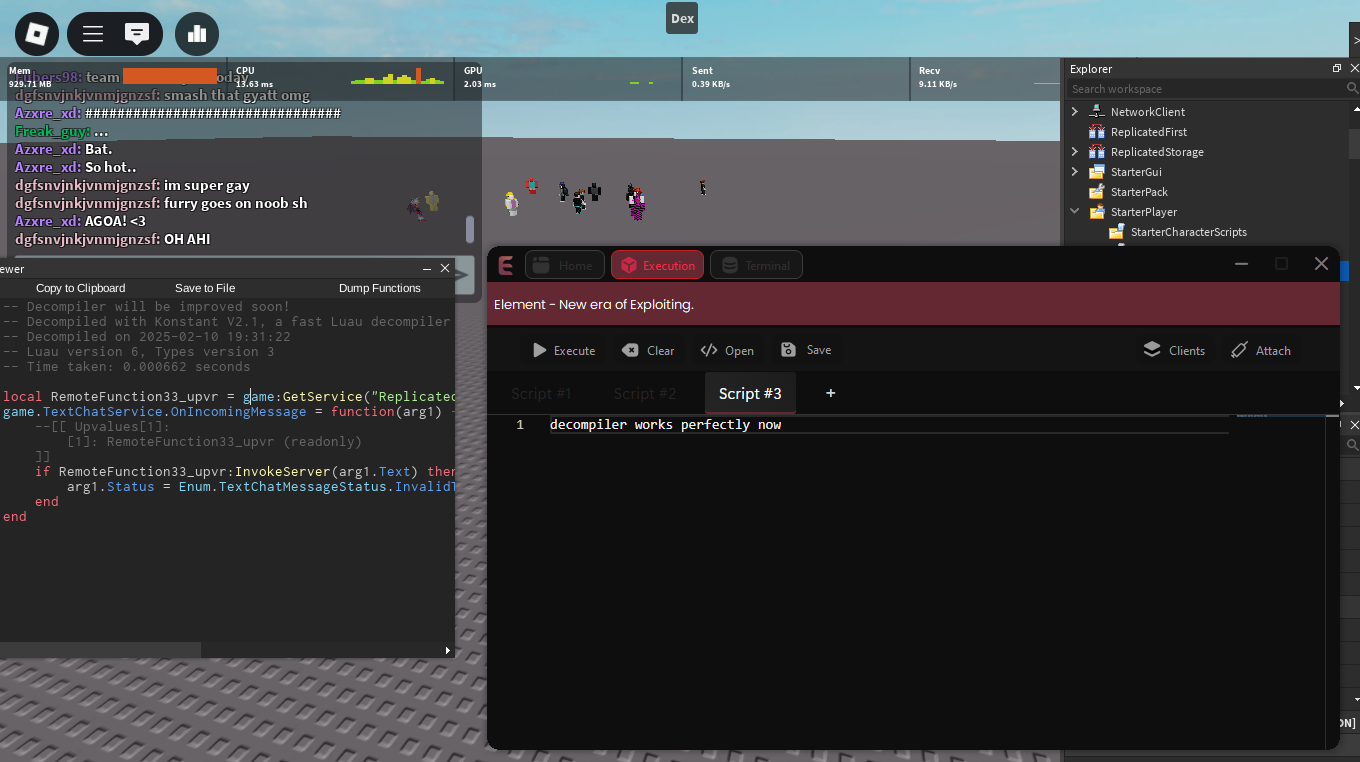 Dex
Mem
929.71 MB
CPU
13.63 ms
GPU
2.03 ms
Sent
0.39 KB/s
Recv
9.11 KB/s
team oday
dgfsnvjnkjvnmjgnzsf: smash that gyatt omg
Azxre_xd: ################################
Freak_guy: ...
Azxre_xd: Bat.
Azxre_xd: So hot..
dgfsnvjnkjvnmjgnzsf: im super gay
dgfsnvjnkjvnmjgnzsf: furry goes on noob sh
Azxre_xd: AGOA! <3
dgfsnvjnkjvnmjgnzsf: OH AHI
ewer
Copy to Clipboard Save to File Dump Functions
-- Decompiler will be improved soon!
-- Decompiled with Konstant V2.1, a fast Luau decompiler
-- Decompiled on 2025-02-10 19:31:22
-- Luau version 6, Types version 3
-- Time taken: 0.000662 seconds
local RemoteFunction33_upvr = game:GetService("Replicated
game.TextChatService.OnIncomingMessage = function(arg1)
--[[ Upvalues[1]:
[1]: RemoteFunction33_upvr (readonly)
]]
if RemoteFunction33_upvr:InvokeServer(arg1.Text) then
arg1.Status = Enum.TextChatMessageStatus.Invalid
end
end
Home Execution Terminal
Element - New era of Exploiting.
Execute Clear Open Save Clients Attach
Script #1 Script #2 Script #3 +
1 decompiler works perfectly now
Explorer
Search workspace
NetworkClient
ReplicatedFirst
ReplicatedStorage
StarterGui
StarterPack
StarterPlayer
StarterCharacterScripts
ON]